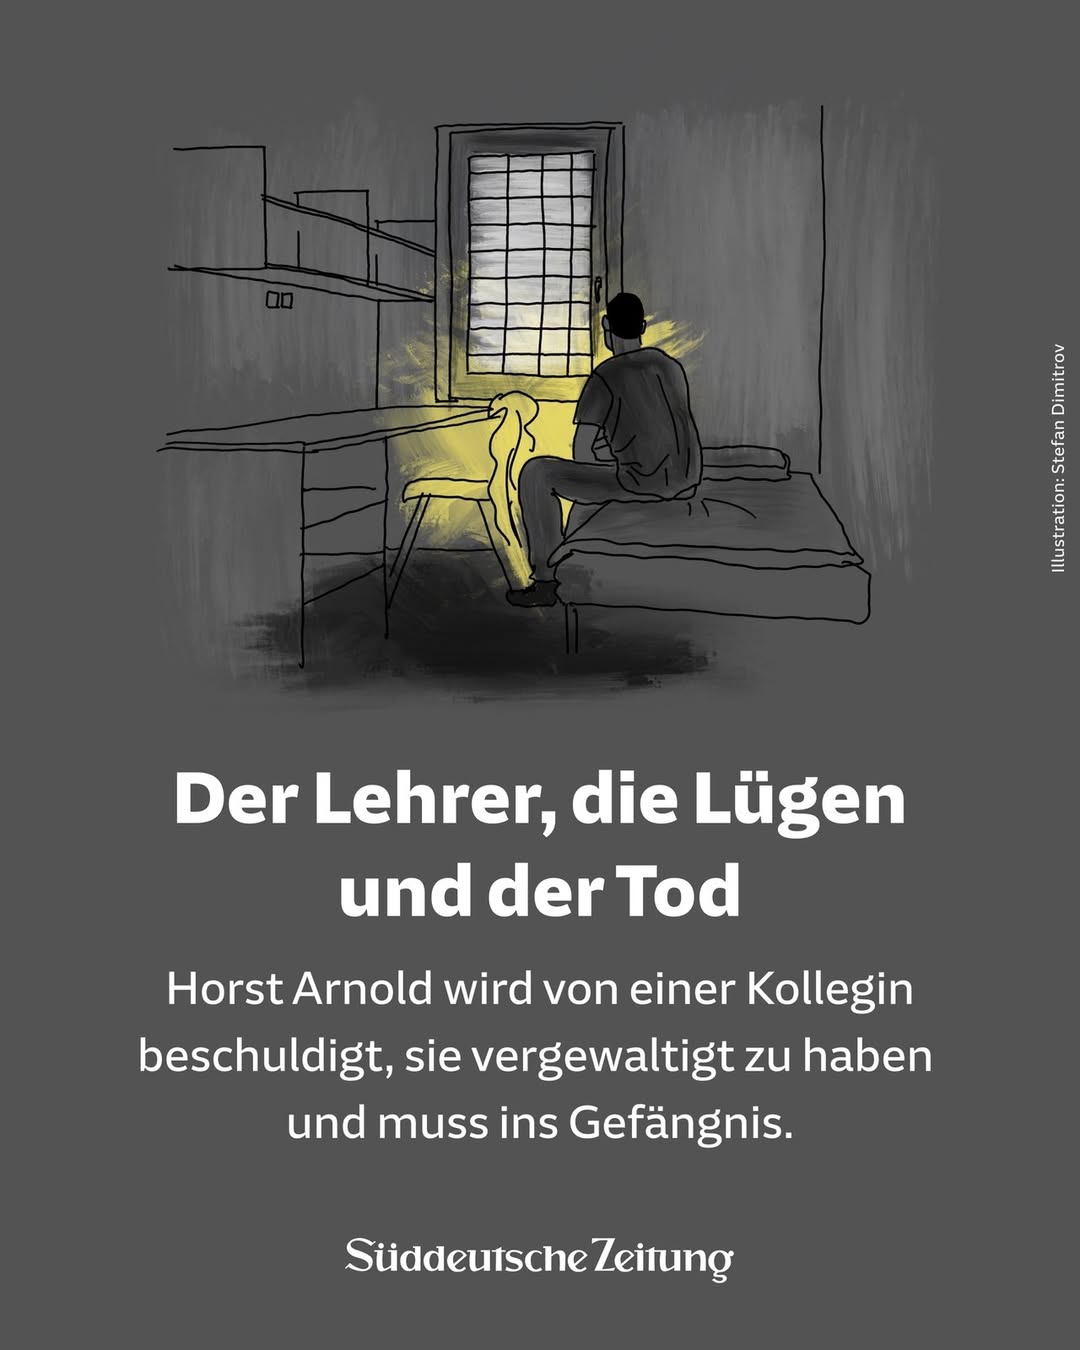 Illustration: Stefan Dimitrov
Der Lehrer, die Lügen
und der Tod
Horst Arnold wird von einer Kollegin
beschuldigt, sie vergewaltigt zu haben
und muss ins Gefängnis.
Süddeutsche Zeitung